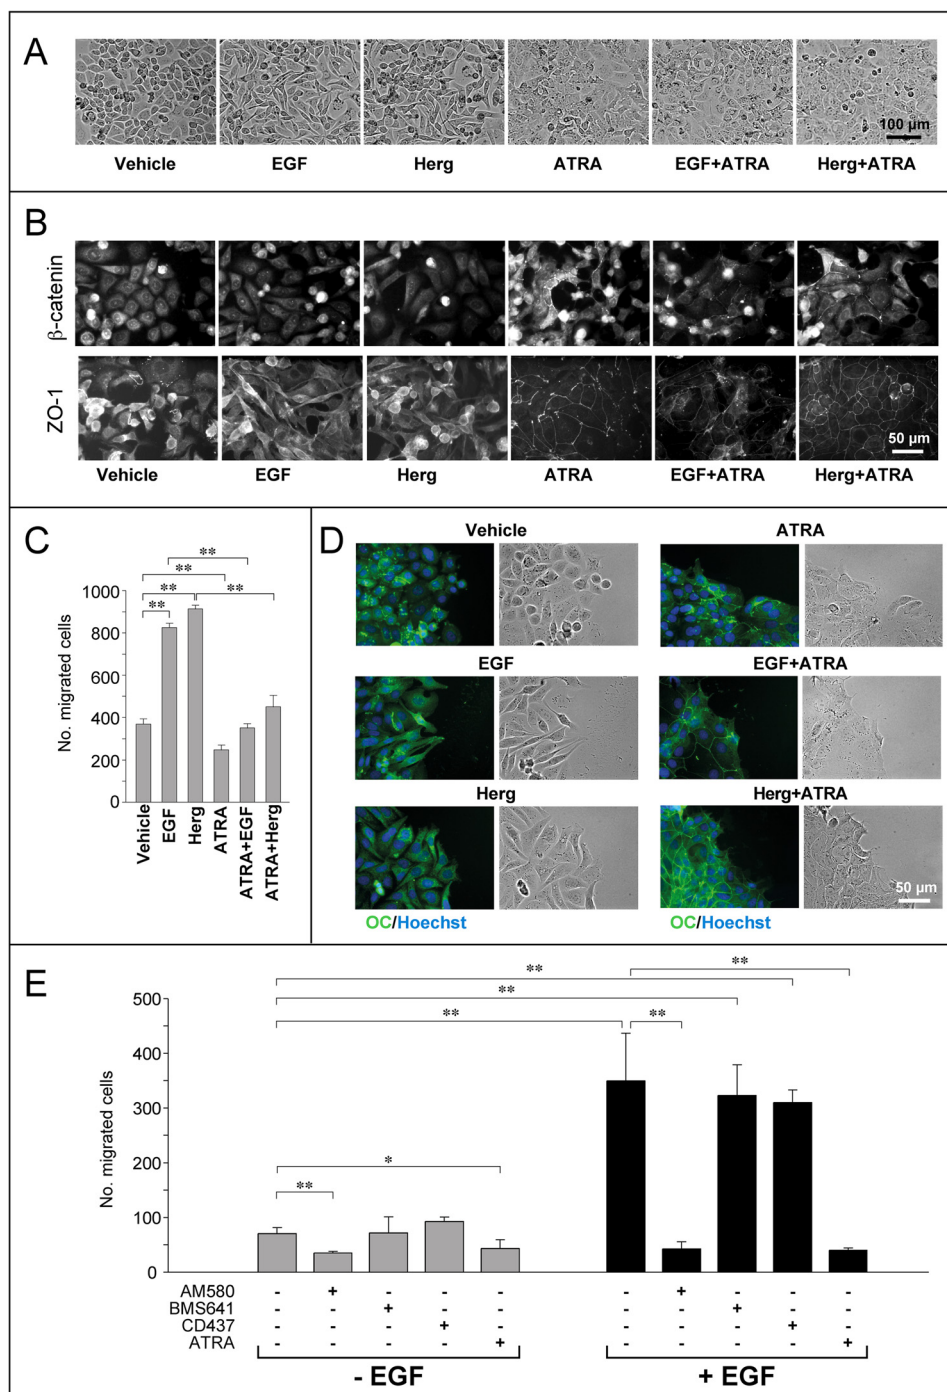 A
100 µm
Vehicle EGF Herg ATRA EGF+ATRA Herg+ATRA
B
β-catenin
ZO-1
50 µm
Vehicle EGF Herg ATRA EGF+ATRA Herg+ATRA
C
**
**
** **
**
No. migrated cells
1000
800
600
400
200
0
Vehicle
EGF
Herg
ATRA
ATRA+EGF
ATRA+Herg
D
Vehicle ATRA
EGF EGF+ATRA
Herg Herg+ATRA
50 µm
OC/Hoechst OC/Hoechst
E
**
**
**
** **
*
**
No. migrated cells
500
400
300
200
100
0
AM580 - + - - - - + - - -
BMS641 - - + - - - - + - -
CD437 - - - + - - - - + -
ATRA - - - - + - - - - +
- EGF + EGF